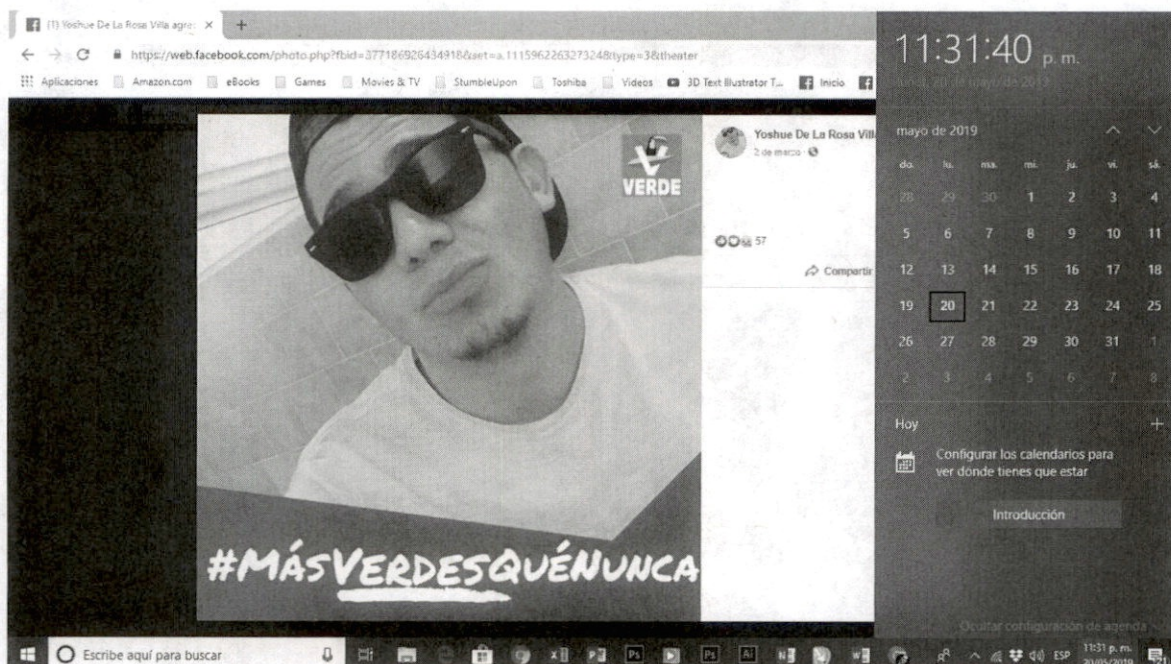 (1) Yoshue De La Rosa Villa agre
https://web.facebook.com/photo.php?fbid=377186926434918&set=a.111596226327324&type=3&theater
Aplicaciones Amazon.com eBooks Games Movies & TV StumbleUpon Toshiba Videos 3D Text Illustrator T... Inicio
VERDE
Yoshue De La Rosa Vill
2 de marzo
57
Compartir
#MÁSVERDESQUÉNUNCA
11:31:40 p. m.
mayo de 2019
do. lu. ma. mi. ju. vi. sá.
28 29 30 1 2 3 4
5 6 7 8 9 10 11
12 13 14 15 16 17 18
19 20 21 22 23 24 25
26 27 28 29 30 31 1
2 3 4 5 6 7 8
Hoy
Configurar los calendarios para
ver dónde tienes que estar
Introducción
Ocultar configuración de agenda
Escribe aquí para buscar
ESP
11:31 p. m.
20/05/2019